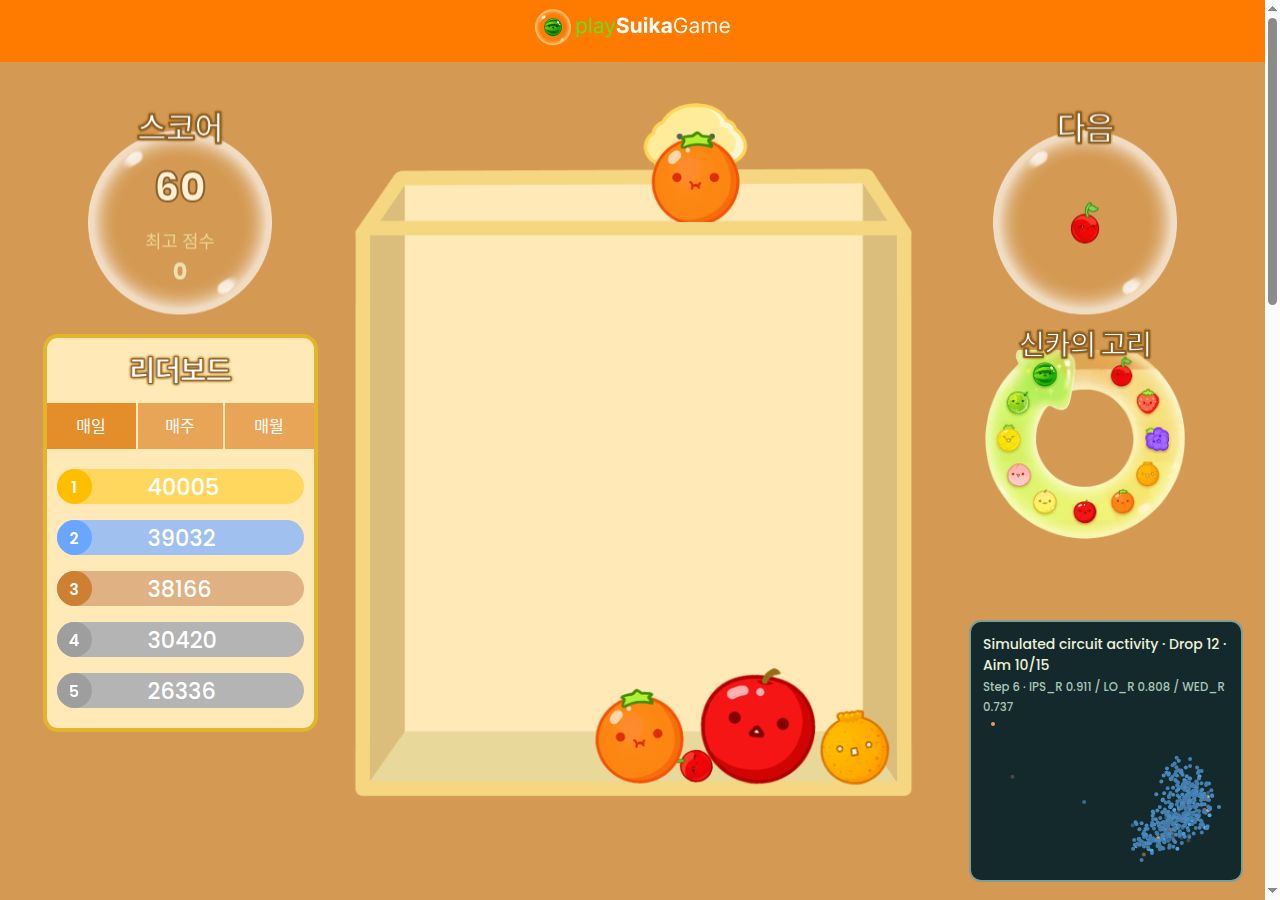 playSuikaGame
스코어
60
최고 점수
0
다음
신카의 고리
리더보드
매일 매주 매월
1 40005
2 39032
3 38166
4 30420
5 26336
Simulated circuit activity · Drop 12 ·
Aim 10/15
Step 6 · IPS_R 0.911 / LO_R 0.808 / WED_R
0.737